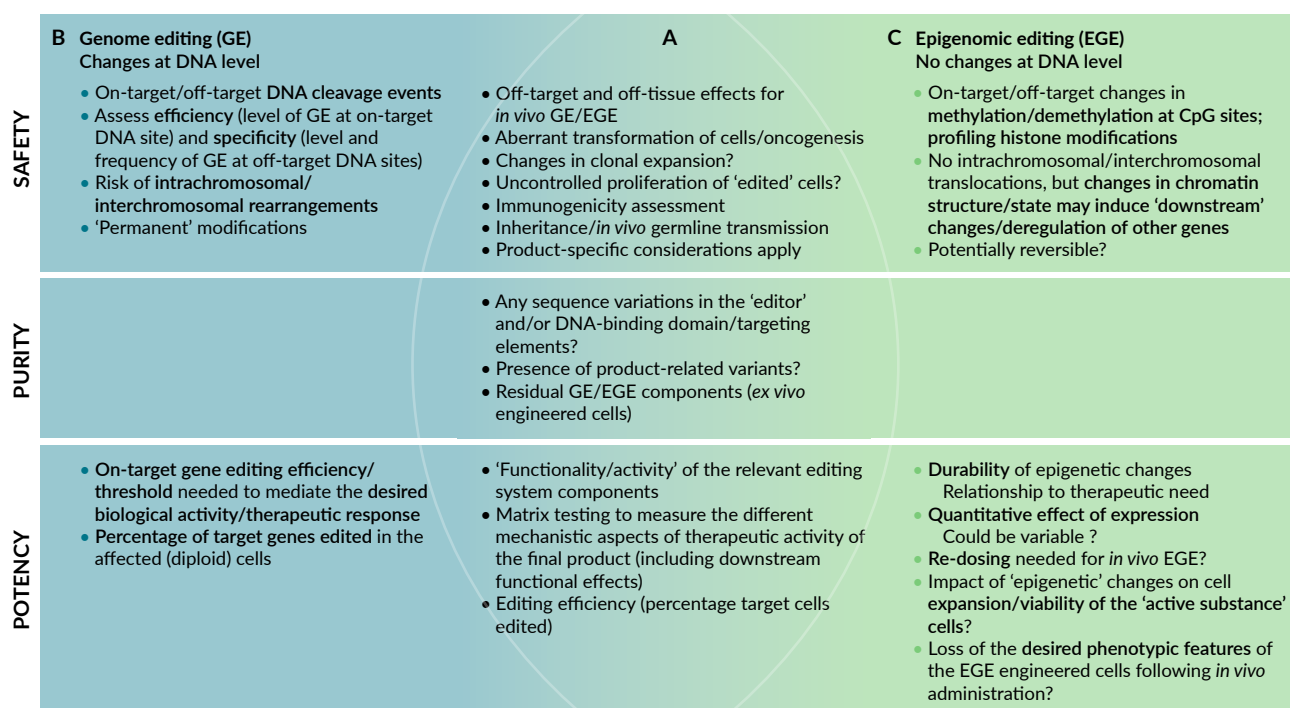 SAFETY
B Genome editing (GE)
Changes at DNA level
• On-target/off-target DNA cleavage events
• Assess efficiency (level of GE at on-target
DNA site) and specificity (level and
frequency of GE at off-target DNA sites)
• Risk of intrachromosomal/
interchromosomal rearrangements
• ‘Permanent’ modifications
A
• Off-target and off-tissue effects for
in vivo GE/EGE
• Aberrant transformation of cells/oncogenesis
• Changes in clonal expansion?
• Uncontrolled proliferation of ‘edited’ cells?
• Immunogenicity assessment
• Inheritance/in vivo germline transmission
• Product-specific considerations apply
C Epigenomic editing (EGE)
No changes at DNA level
• On-target/off-target changes in
methylation/demethylation at CpG sites;
profiling histone modifications
• No intrachromosomal/interchromosomal
translocations, but changes in chromatin
structure/state may induce ‘downstream’
changes/deregulation of other genes
• Potentially reversible?
PURITY
• Any sequence variations in the ‘editor’
and/or DNA-binding domain/targeting
elements?
• Presence of product-related variants?
• Residual GE/EGE components (ex vivo
engineered cells)
POTENCY
• On-target gene editing efficiency/
threshold needed to mediate the desired
biological activity/therapeutic response
• Percentage of target genes edited in the
affected (diploid) cells
• ‘Functionality/activity’ of the relevant editing
system components
• Matrix testing to measure the different
mechanistic aspects of therapeutic activity of
the final product (including downstream
functional effects)
• Editing efficiency (percentage target cells
edited)
• Durability of epigenetic changes
Relationship to therapeutic need
• Quantitative effect of expression
Could be variable ?
• Re-dosing needed for in vivo EGE?
• Impact of ‘epigenetic’ changes on cell
expansion/viability of the ‘active substance’
cells?
• Loss of the desired phenotypic features of
the EGE engineered cells following in vivo
administration?